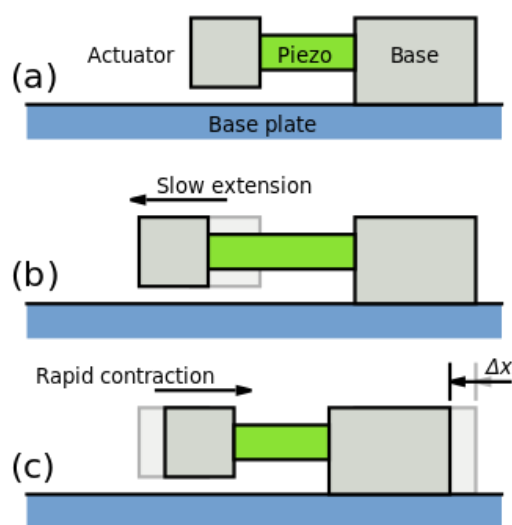 (a)
Actuator
Piezo
Base
Base plate
Slow extension
(b)
Rapid contraction
Δx
(c)